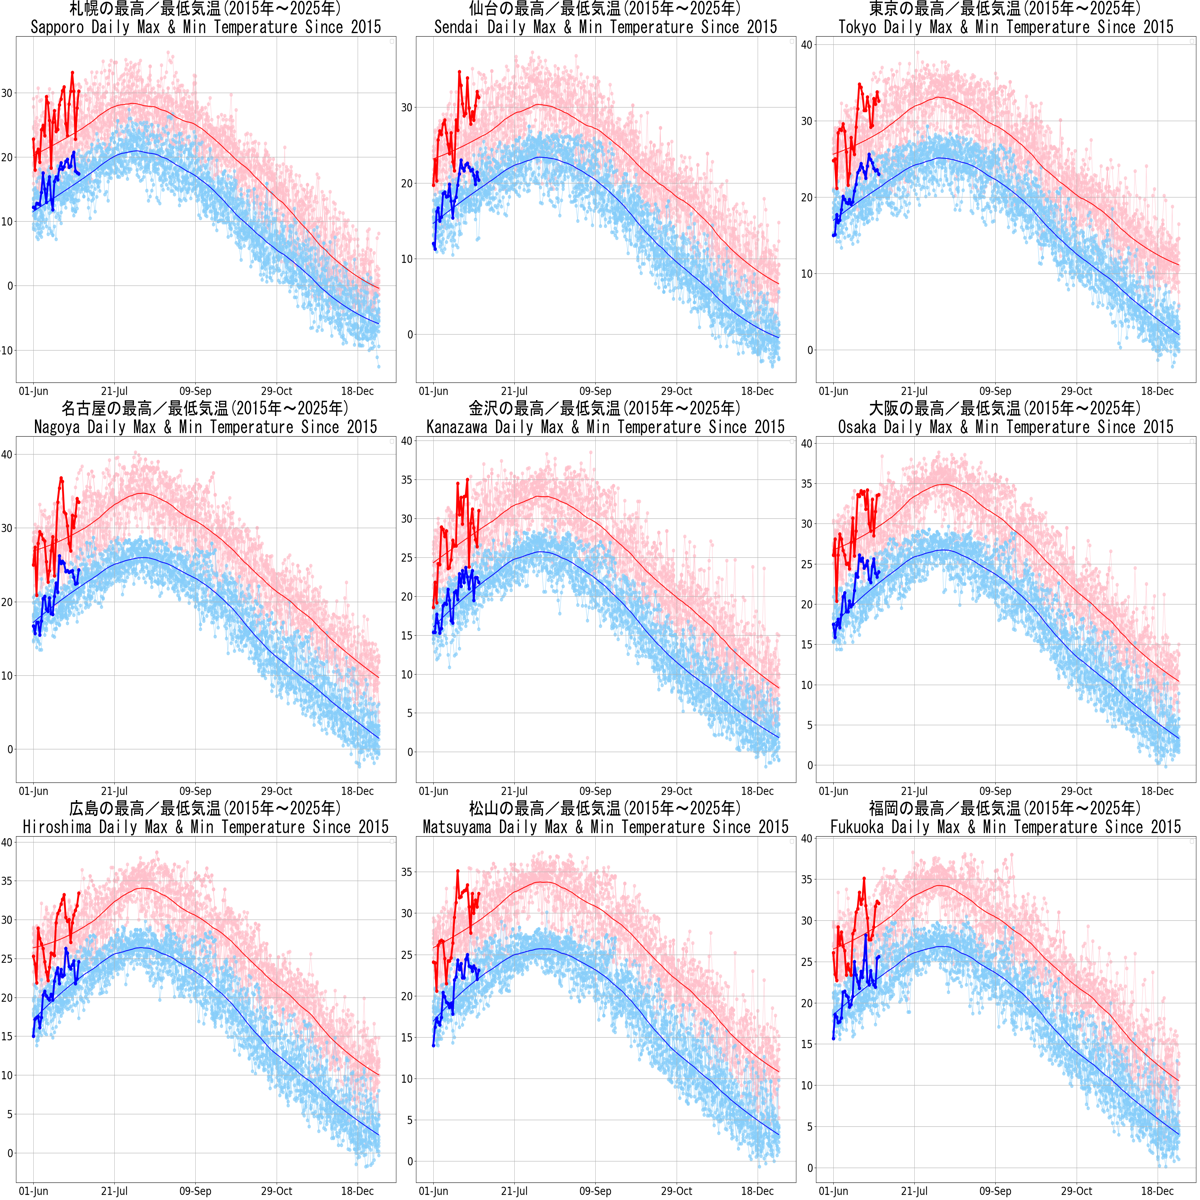 札幌の最高／最低気温(2015年～2025年)
Sapporo Daily Max & Min Temperature Since 2015
30
20
10
0
10
01-Jun 21-Jul 09-Sep 29-Oct 18-Dec
仙台の最高／最低気温(2015年～2025年)
Sendai Daily Max & Min Temperature Since 2015
30
20
10
0
01-Jun 21-Jul 09-Sep 29-Oct 18-Dec
東京の最高／最低気温(2015年～2025年)
Tokyo Daily Max & Min Temperature Since 2015
40
30
20
10
0
01-Jun 21-Jul 09-Sep 29-Oct 18-Dec
名古屋の最高／最低気温(2015年～2025年)
Nagoya Daily Max & Min Temperature Since 2015
40
30
20
10
0
01-Jun 21-Jul 09-Sep 29-Oct 18-Dec
金沢の最高／最低気温(2015年～2025年)
Kanazawa Daily Max & Min Temperature Since 2015
40
35
30
25
20
15
10
5
0
01-Jun 21-Jul 09-Sep 29-Oct 18-Dec
大阪の最高／最低気温(2015年～2025年)
Osaka Daily Max & Min Temperature Since 2015
40
35
30
25
20
15
10
5
0
01-Jun 21-Jul 09-Sep 29-Oct 18-Dec
広島の最高／最低気温(2015年～2025年)
Hiroshima Daily Max & Min Temperature Since 2015
40
35
30
25
20
15
10
5
0
01-Jun 21-Jul 09-Sep 29-Oct 18-Dec
松山の最高／最低気温(2015年～2025年)
Matsuyama Daily Max & Min Temperature Since 2015
35
30
25
20
15
10
5
0
01-Jun 21-Jul 09-Sep 29-Oct 18-Dec
福岡の最高／最低気温(2015年～2025年)
Fukuoka Daily Max & Min Temperature Since 2015
40
35
30
25
20
15
10
5
0
01-Jun 21-Jul 09-Sep 29-Oct 18-Dec